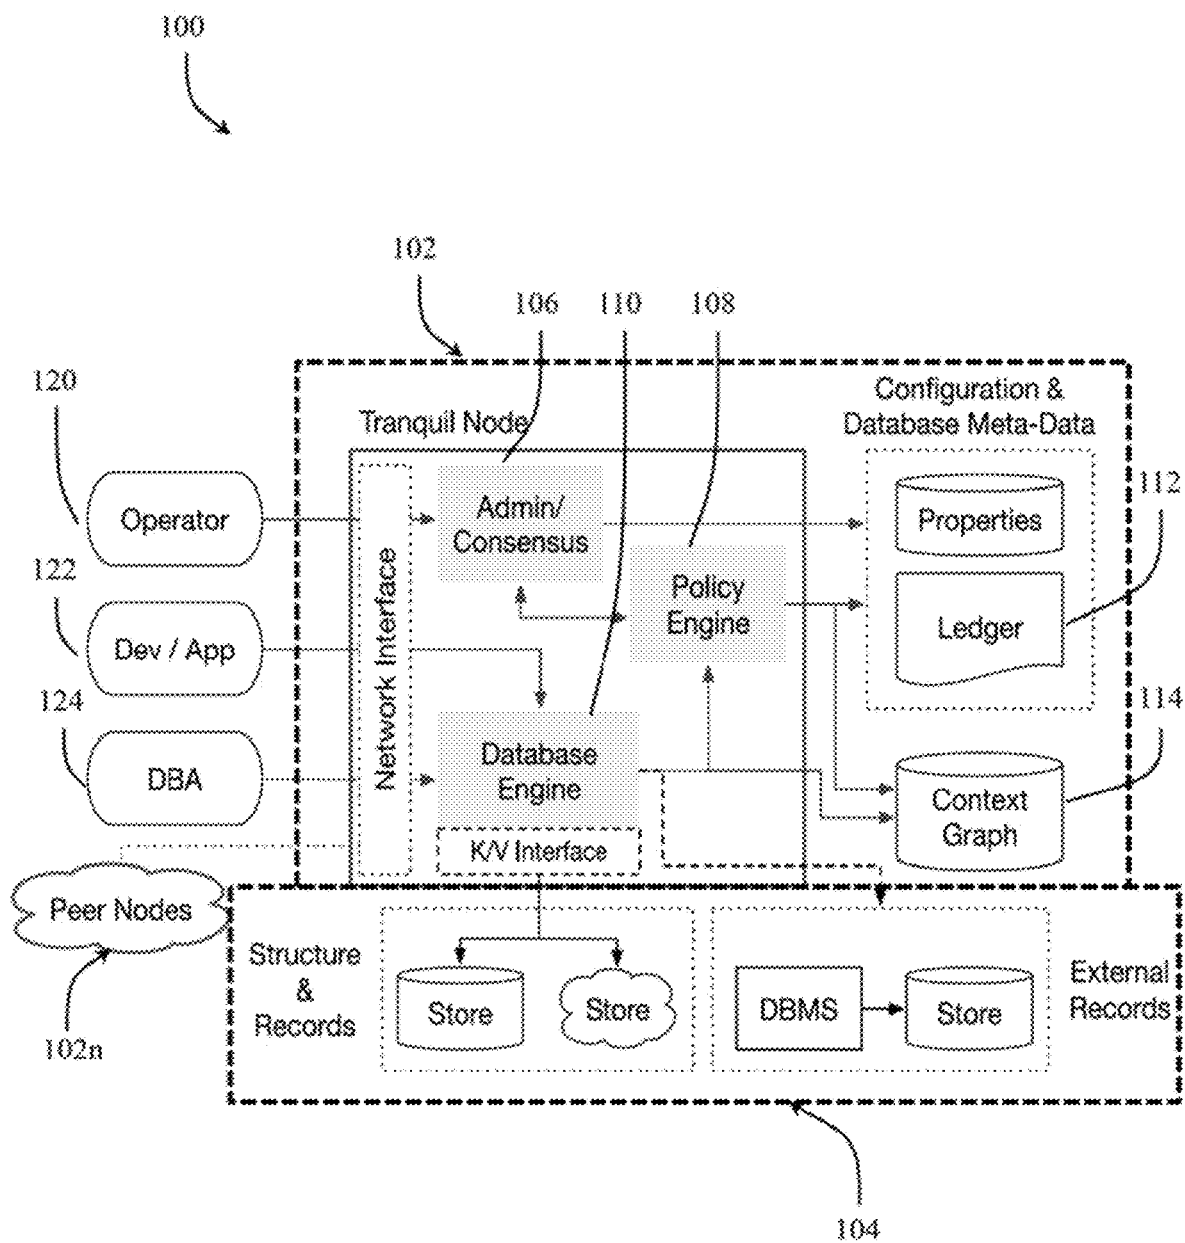 100
102
106
110
108
120
Configuration &
Database Meta-Data
Tranquil Node
112
Operator
Admin/
Consensus
Properties
122
Policy
Engine
Ledger
Dev / App
Network Interface
124
114
DBA
Database
Engine
Context
Graph
K/V Interface
Peer Nodes
Structure
&
Records
Store
Store
DBMS
Store
External
Records
102n
104